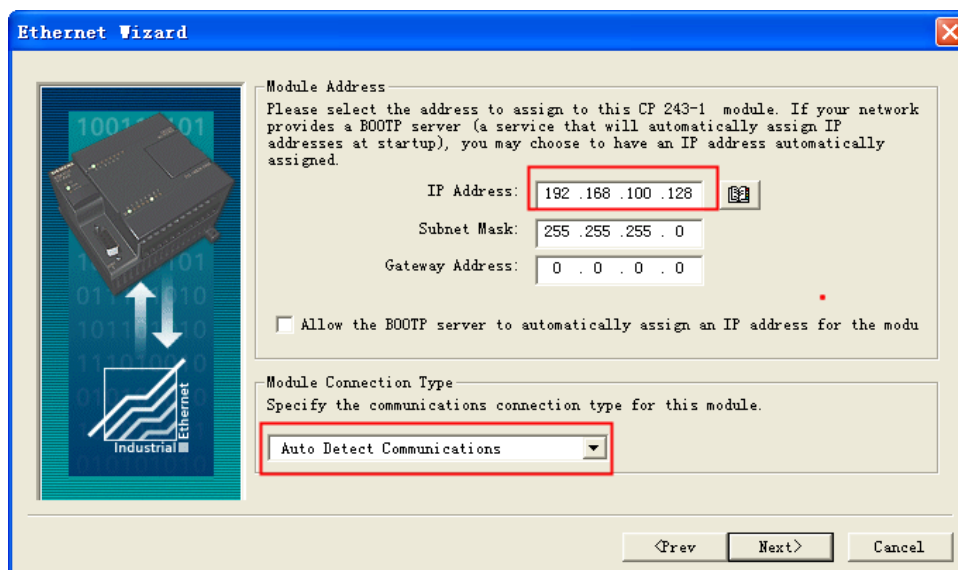 Ethernet Wizard
Module Address
Please select the address to assign to this CP 243-1 module. If your network
provides a BOOTP server (a service that will automatically assign IP
addresses at startup), you may choose to have an IP address automatically
assigned.
IP Address: 192 .168 .100 .128
Subnet Mask: 255 .255 .255 . 0
Gateway Address: 0 . 0 . 0 . 0
Allow the BOOTP server to automatically assign an IP address for the modu
Module Connection Type
Specify the communications connection type for this module.
Auto Detect Communications
Industrial
Ethernet
<Prev
Next>
Cancel